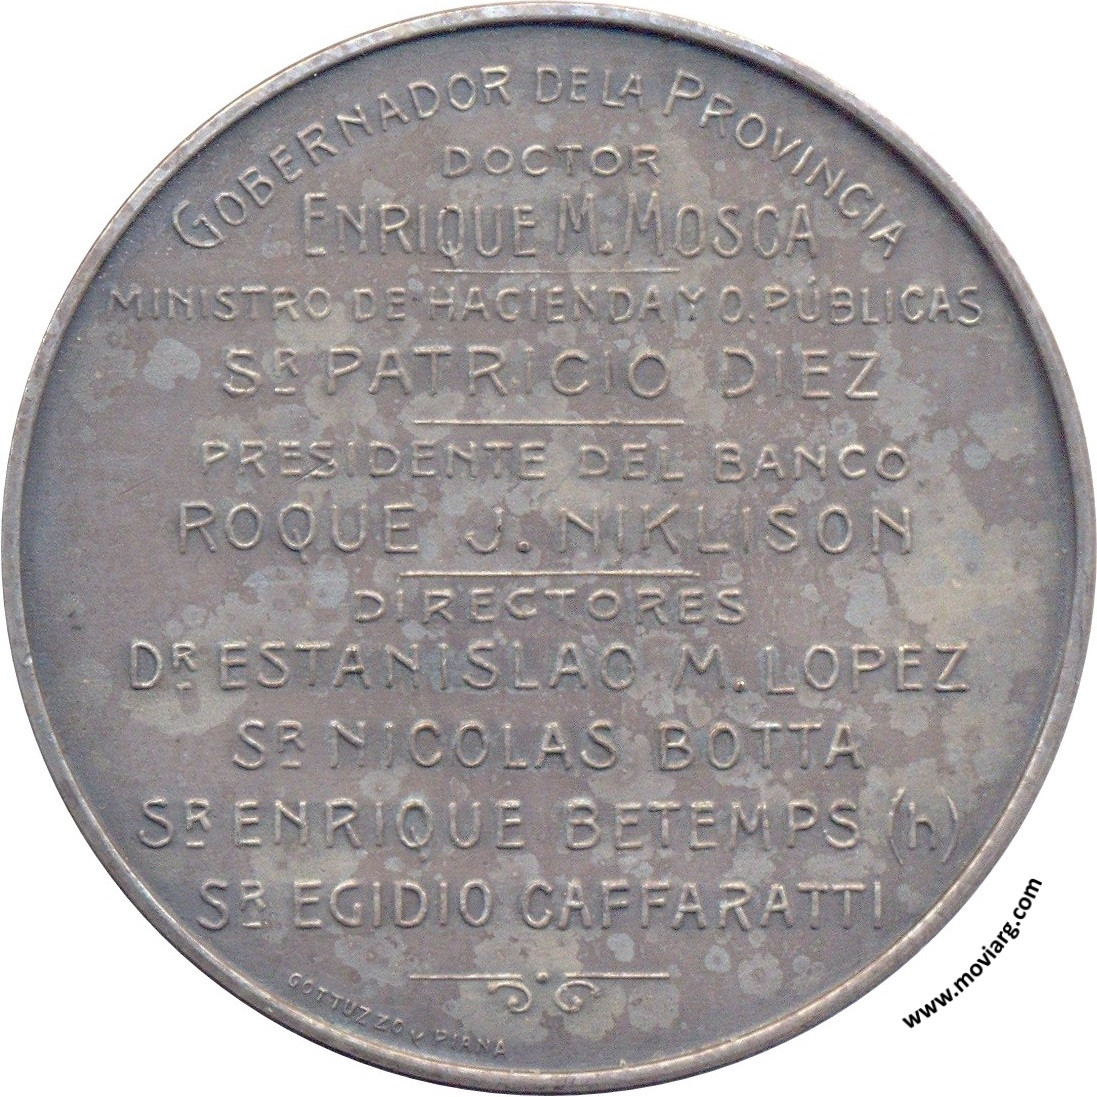 GOBERNADOR DE LA PROVINCIA
DOCTOR
ENRIQUE M. MOSCA
MINISTRO DE HACIENDA Y O. PÚBLICAS
SR PATRICIO DIEZ
PRESIDENTE DEL BANCO
ROQUE J. NIKLISON
DIRECTORES
DR ESTANISLAO M. LOPEZ
SR NICOLAS BOTTA
SR ENRIQUE BETEMPS (h)
SR EGIDIO CAFFARATTI
GOTTUZZO y PIANA
www.moviarg.com